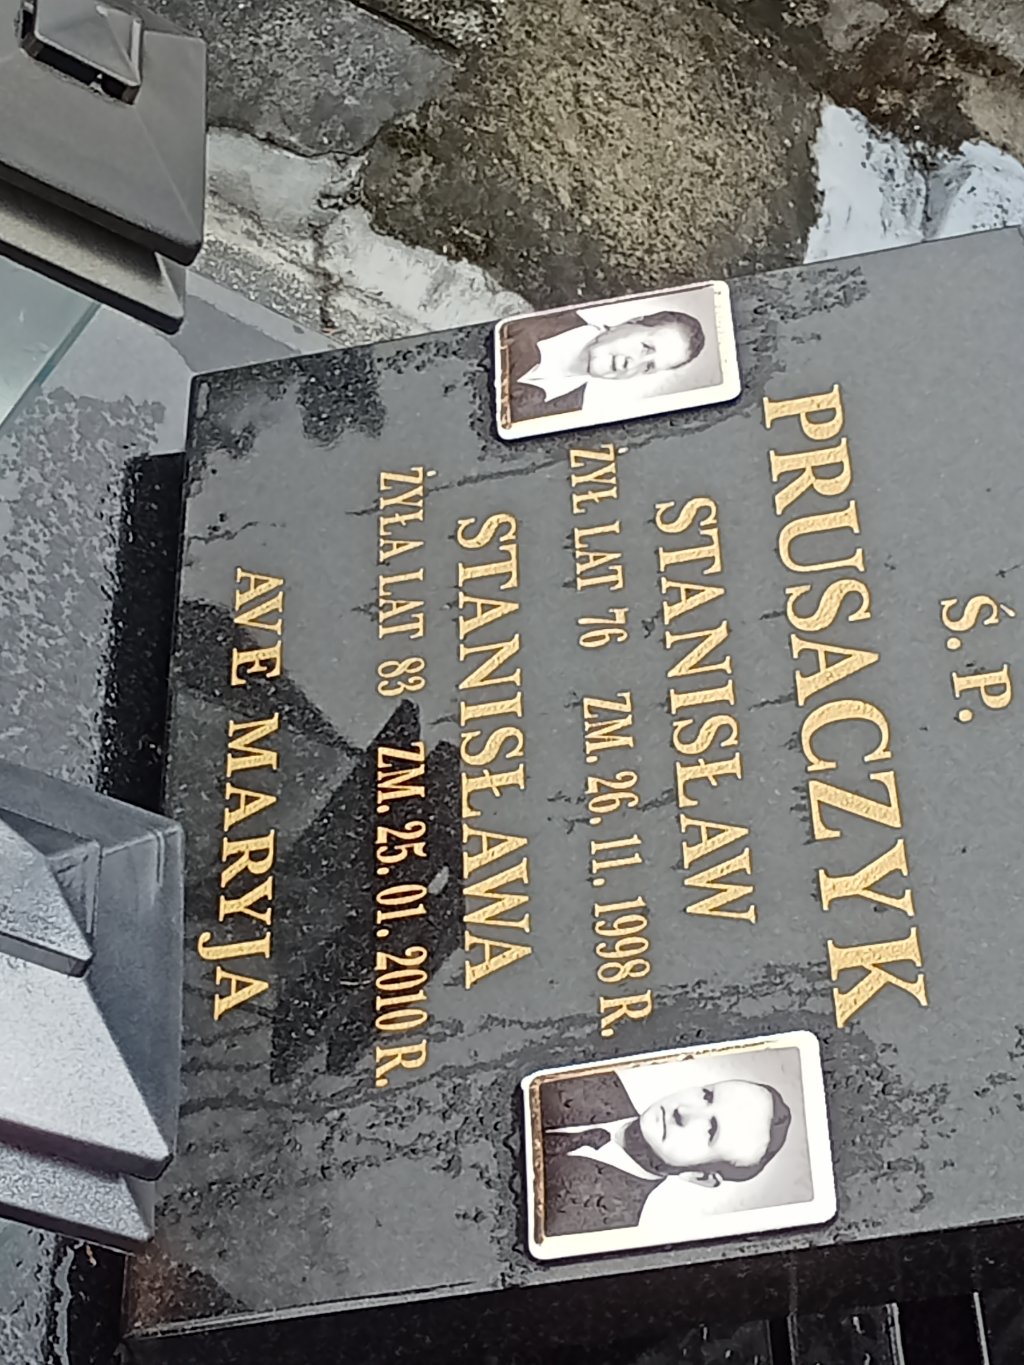 Ś. P.
PRUSACZYK
STANISŁAW
ŻYŁ LAT 76 ZM. 26. 11. 1998 R.
STANISŁAWA
ŻYŁA LAT 83 ZM. 25. 01. 2010 R.
AVE MARYJA